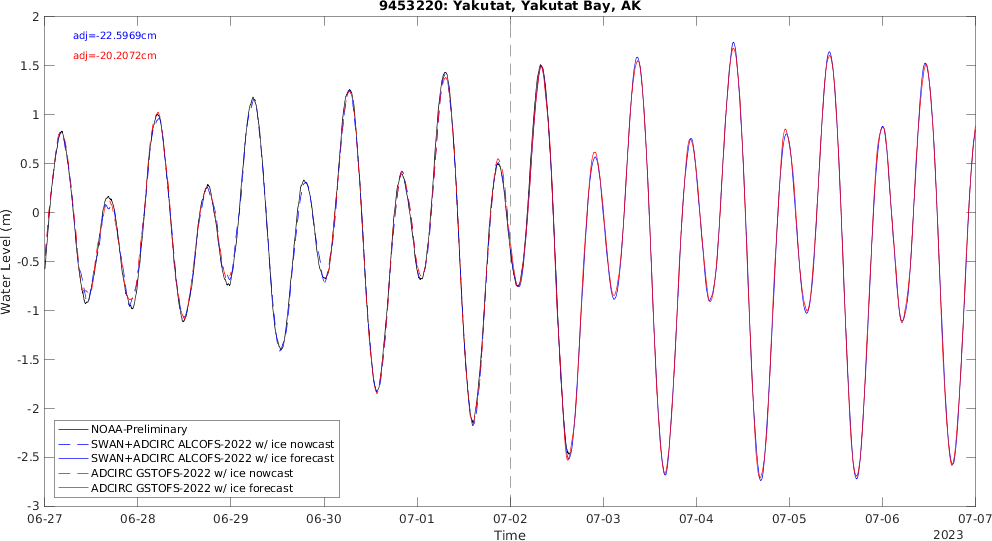 9453220: Yakutat, Yakutat Bay, AK
adj=-22.5969cm
adj=-20.2072cm
2
1.5
1
0.5
0
-0.5
-1
-1.5
-2
-2.5
-3
Water Level (m)
NOAA-Preliminary
SWAN+ADCIRC ALCOFS-2022 w/ ice nowcast
SWAN+ADCIRC ALCOFS-2022 w/ ice forecast
ADCIRC GSTOFS-2022 w/ ice nowcast
ADCIRC GSTOFS-2022 w/ ice forecast
06-27 06-28 06-29 06-30 07-01 07-02 07-03 07-04 07-05 07-06 07-07
Time
2023